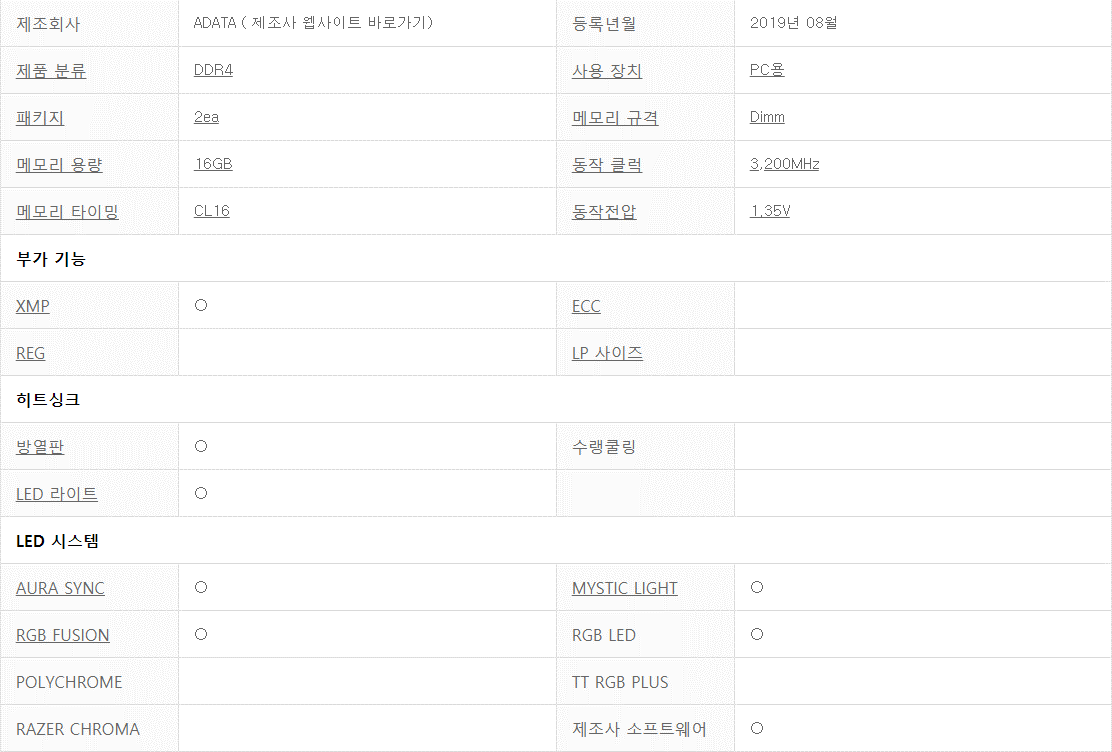 제조회사 ADATA ( 제조사 웹사이트 바로가기) 등록년월 2019년 08월
제품 분류 DDR4 사용 장치 PC용
패키지 2ea 메모리 규격 Dimm
메모리 용량 16GB 동작 클럭 3,200MHz
메모리 타이밍 CL16 동작전압 1.35V
부가 기능
XMP ○ ECC
REG LP 사이즈
히트싱크
방열판 ○ 수랭쿨링
LED 라이트 ○
LED 시스템
AURA SYNC ○ MYSTIC LIGHT ○
RGB FUSION ○ RGB LED ○
POLYCHROME TT RGB PLUS
RAZER CHROMA 제조사 소프트웨어 ○